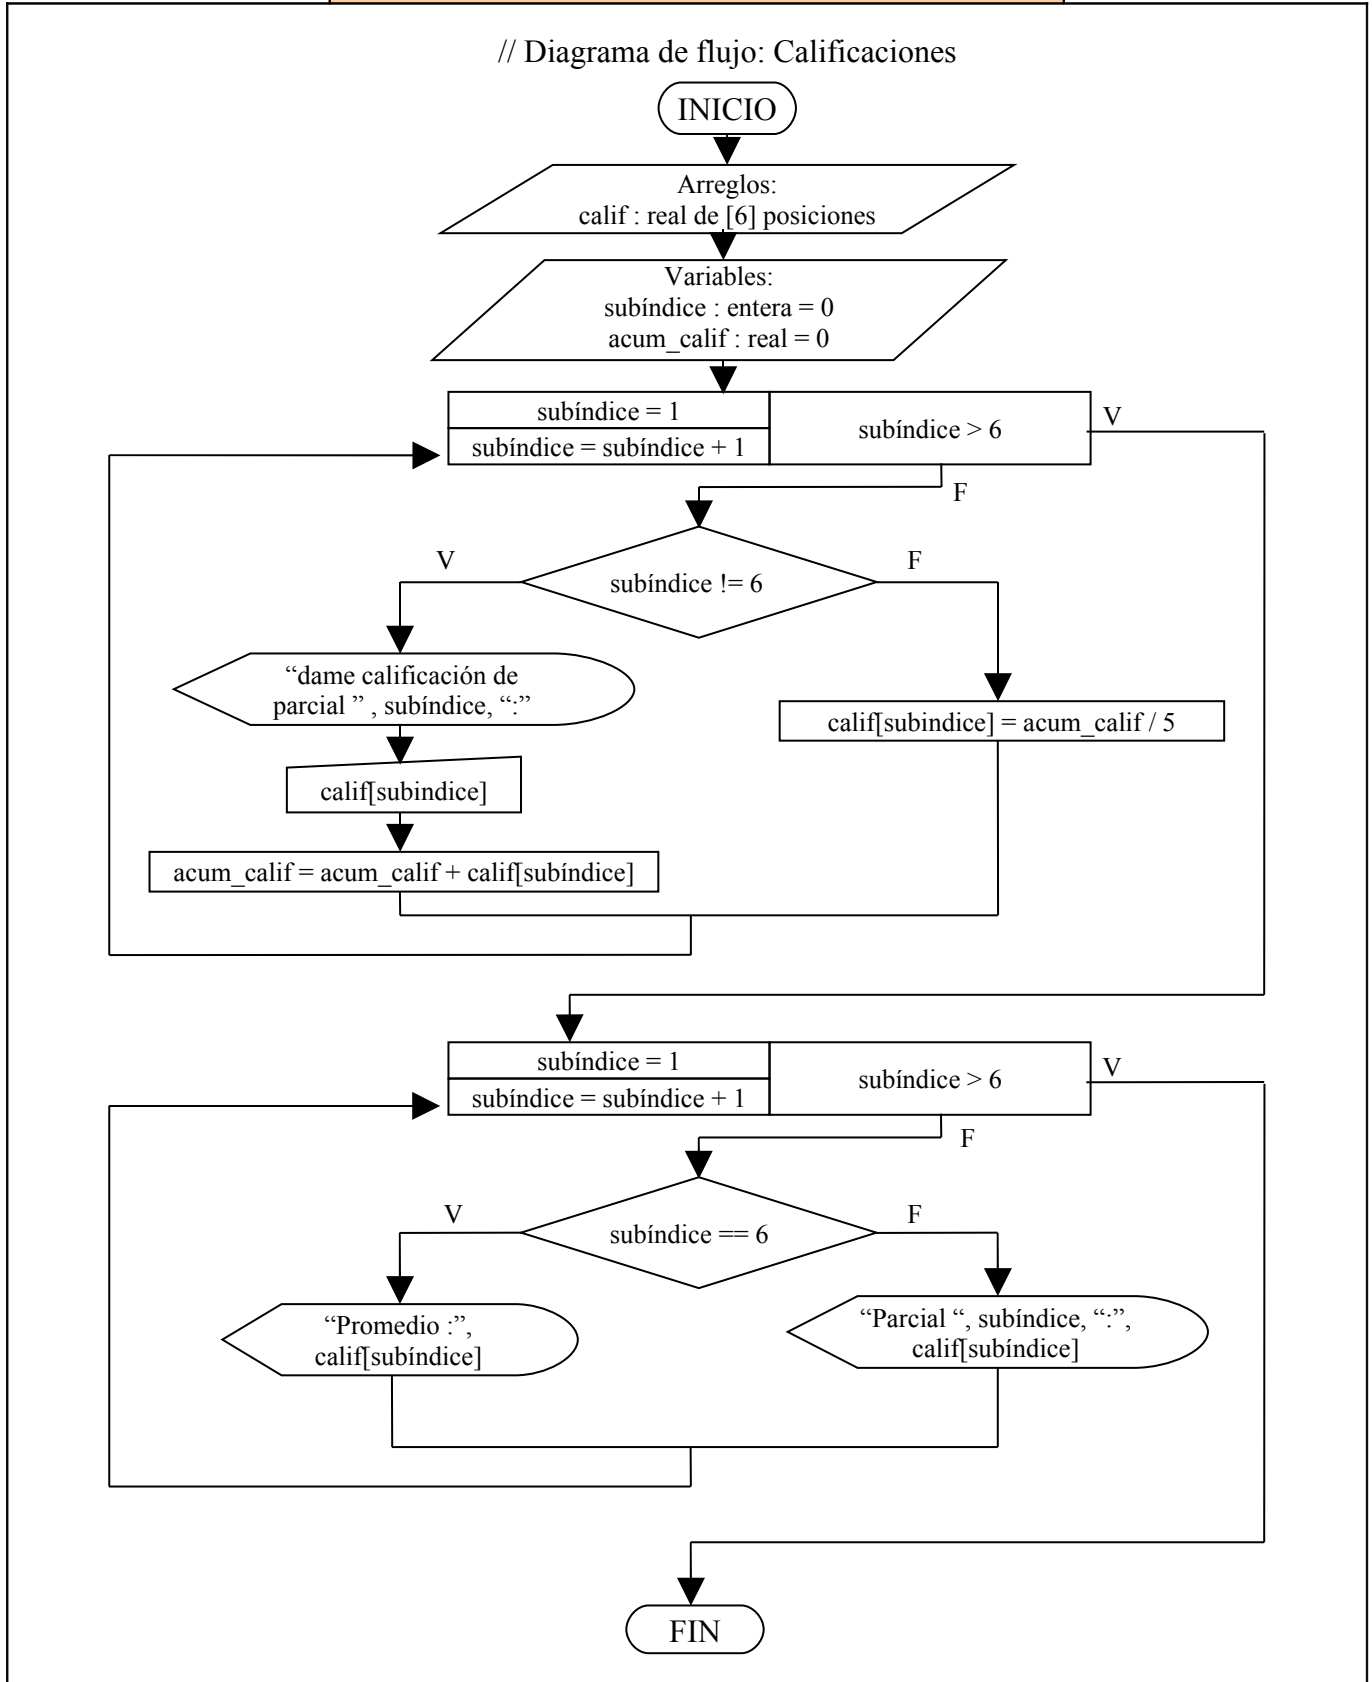 // Diagrama de flujo: Calificaciones
INICIO
Arreglos:
calif : real de [6] posiciones
Variables:
subíndice : entera = 0
acum_calif : real = 0
subíndice = 1
subíndice = subíndice + 1
subíndice > 6
V
F
subíndice != 6
V
F
“dame calificación de
parcial ” , subíndice, “:”
calif[subindice] = acum_calif / 5
calif[subindice]
acum_calif = acum_calif + calif[subíndice]
subíndice = 1
subíndice = subíndice + 1
subíndice > 6
V
F
subíndice == 6
V
F
“Promedio :”,
calif[subíndice]
“Parcial “, subíndice, “:”,
calif[subíndice]
FIN